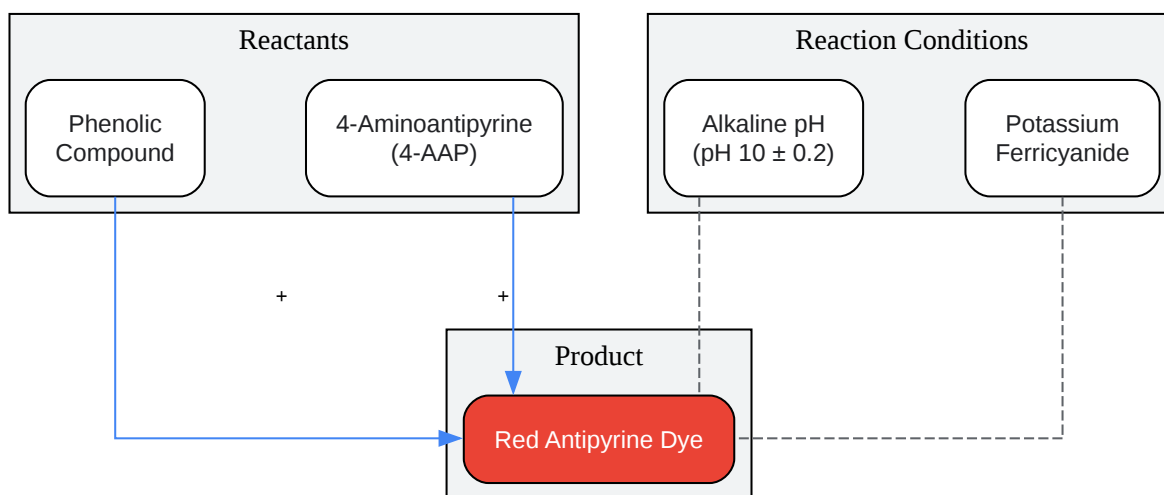 Reactants
Reaction Conditions
Phenolic
Compound
4-Aminoantipyrine
(4-AAP)
Alkaline pH
(pH 10 ± 0.2)
Potassium
Ferricyanide
+
+
Product
Red Antipyrine Dye